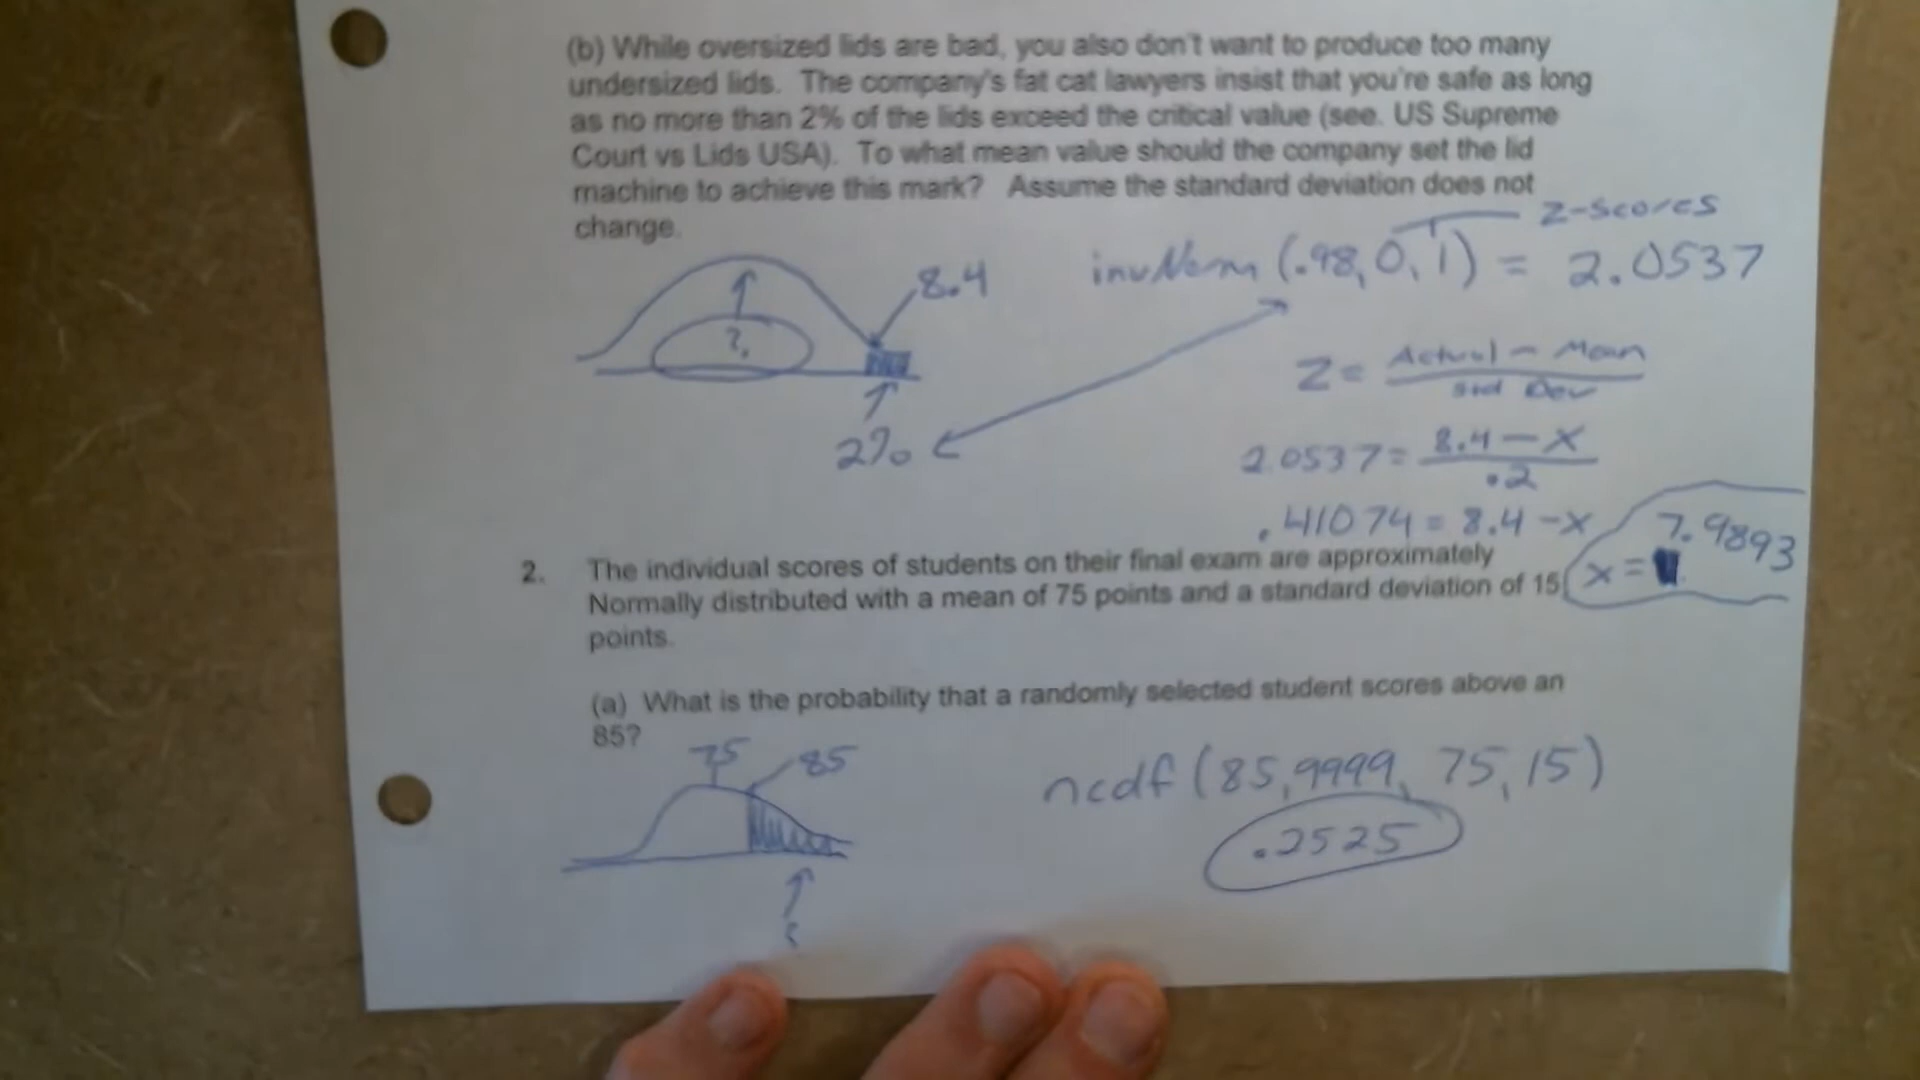 (b) While oversized lids are bad, you also don't want to produce too many
undersized lids. The company's fat cat lawyers insist that you're safe as long
as no more than 2% of the lids exceed the critical value (see. US Supreme
Court vs Lids USA). To what mean value should the company set the lid
machine to achieve this mark? Assume the standard deviation does not
change.
z-scores
invNorm (.98, 0, 1) = 2.0537
8.4
?
2%
Z = Actual - Mean
Std Dev
2.0537 = 8.4 - x
.2
.41074 = 8.4 - x
x = 7.9893
2. The individual scores of students on their final exam are approximately
Normally distributed with a mean of 75 points and a standard deviation of 15
points.
(a) What is the probability that a randomly selected student scores above an
85?
75 85
?
ncdf (85, 9999, 75, 15)
.2525